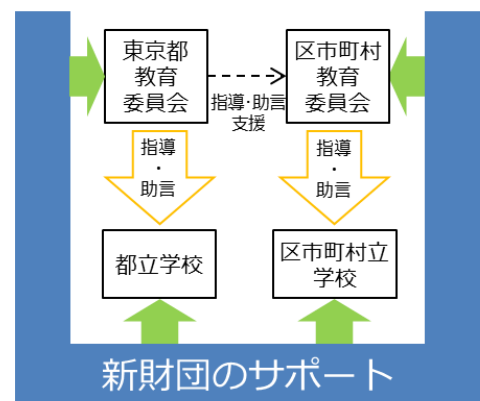 東京都
教育
委員会
指導・助言
支援
区市町村
教育
委員会
指導
・
助言
指導
・
助言
都立学校
区市町村立
学校
新財団のサポート